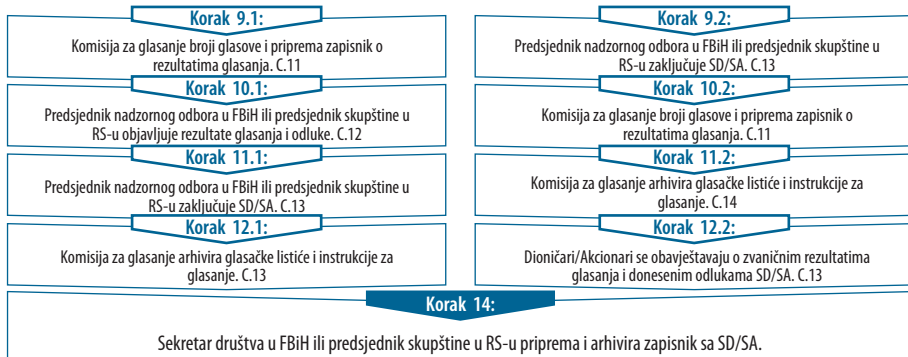 Korak 9.1:
Komisija za glasanje broji glasove i priprema zapisnik o
rezultatima glasanja. C.11
Korak 10.1:
Predsjednik nadzornog odbora u FBiH ili predsjednik skupštine u
RS-u objavljuje rezultate glasanja i odluke. C.12
Korak 11.1:
Predsjednik nadzornog odbora u FBiH ili predsjednik skupštine u
RS-u zaključuje SD/SA. C.13
Korak 12.1:
Komisija za glasanje arhivira glasačke listiće i instrukcije za
glasanje. C.13
Korak 9.2:
Predsjednik nadzornog odbora u FBiH ili predsjednik skupštine u
RS-u zaključuje SD/SA. C.13
Korak 10.2:
Komisija za glasanje broji glasove i priprema zapisnik o
rezultatima glasanja. C.11
Korak 11.2:
Komisija za glasanje arhivira glasačke listiće i instrukcije za
glasanje. C.14
Korak 12.2:
Dioničari/Akcionari se obavještavaju o zvaničnim rezultatima
glasanja i donesenim odlukama SD/SA. C.13
Korak 14:
Sekretar društva u FBiH ili predsjednik skupštine u RS-u priprema i arhivira zapisnik sa SD/SA.